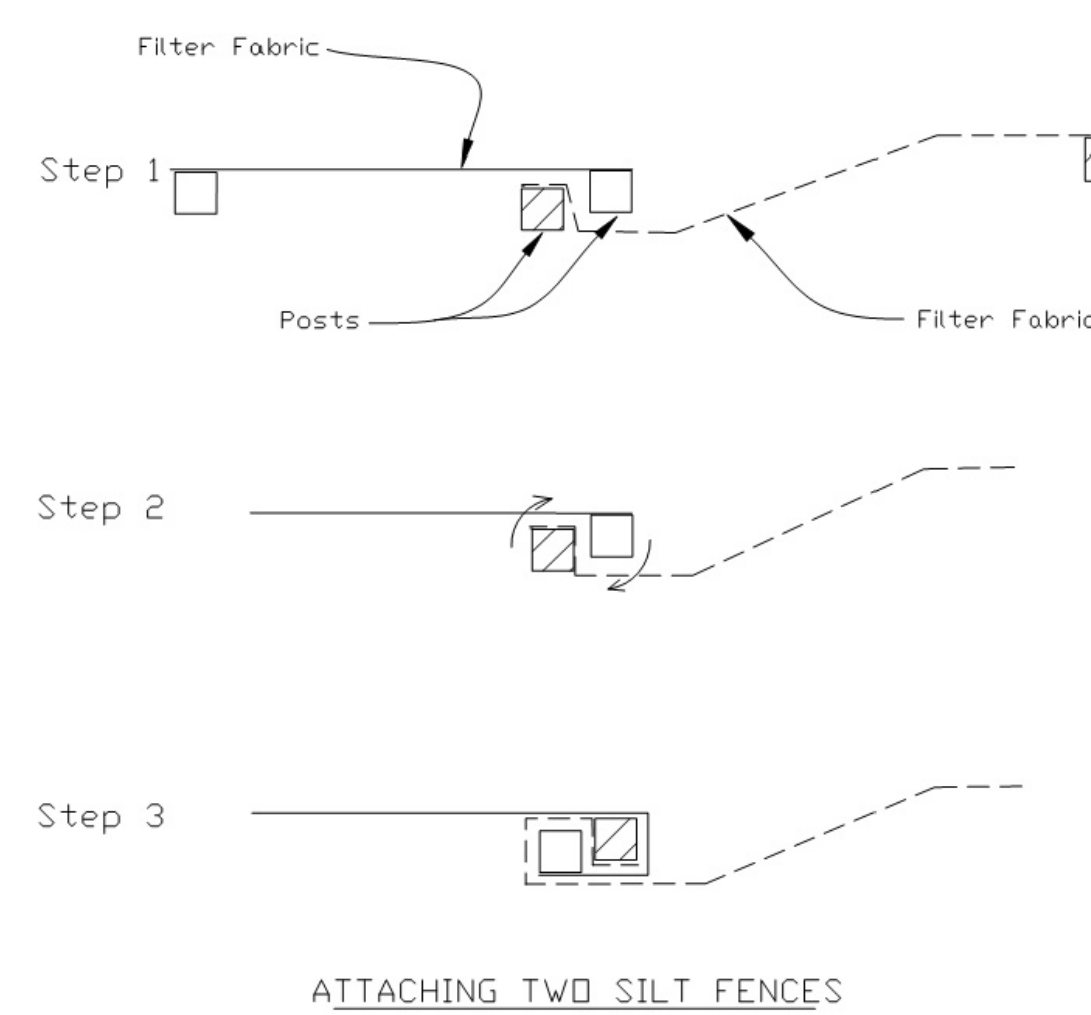 Filter Fabric
Step 1
Posts
Filter Fabric
Step 2
Step 3
ATTACHING TWO SILT FENCES